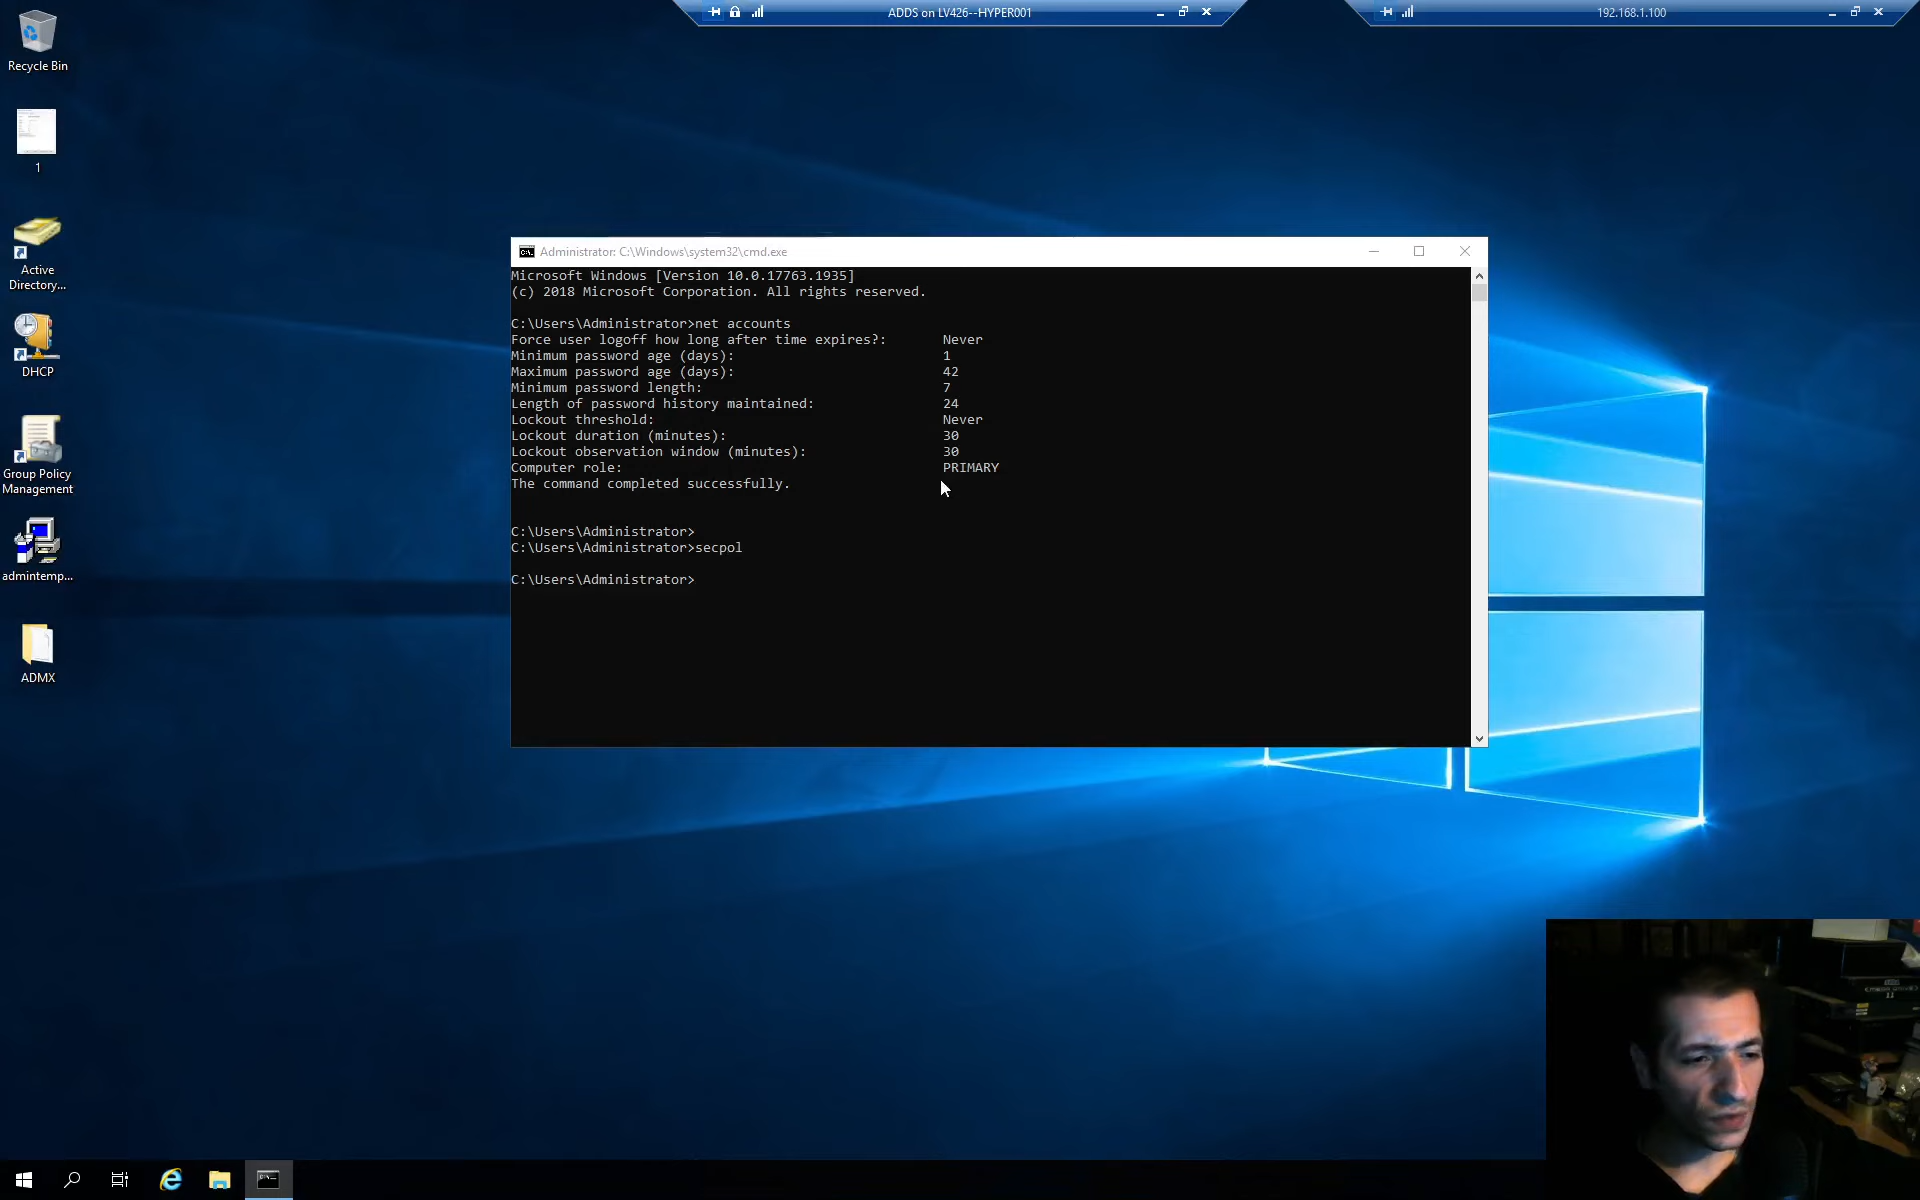 ADDS on LV426--HYPER001
192.168.1.100
Recycle Bin
1
Active
Directory...
DHCP
Group Policy
Management
admintemp...
ADMX
Administrator: C:\Windows\system32\cmd.exe
Microsoft Windows [Version 10.0.17763.1935]
(c) 2018 Microsoft Corporation. All rights reserved.
C:\Users\Administrator>net accounts
Force user logoff how long after time expires?: Never
Minimum password age (days): 1
Maximum password age (days): 42
Minimum password length: 7
Length of password history maintained: 24
Lockout threshold: Never
Lockout duration (minutes): 30
Lockout observation window (minutes): 30
Computer role: PRIMARY
The command completed successfully.
C:\Users\Administrator>
C:\Users\Administrator>secpol
C:\Users\Administrator>